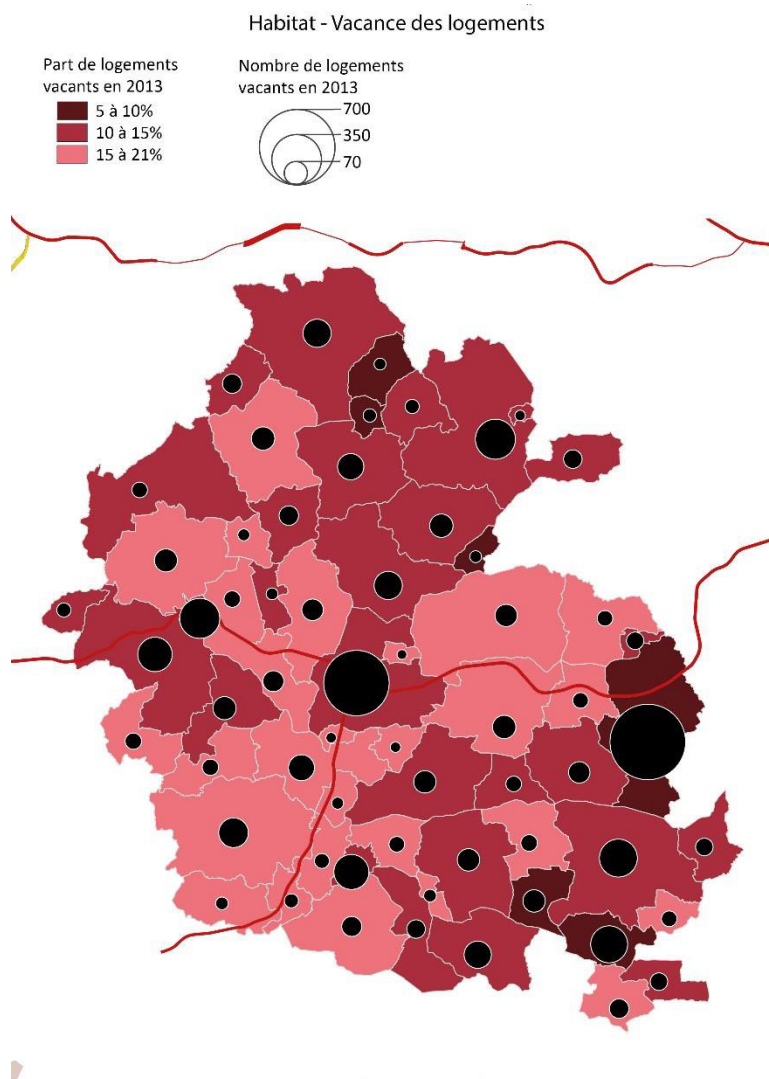 Habitat - Vacance des logements
Part de logements
vacants en 2013
5 à 10%
10 à 15%
15 à 21%
Nombre de logements
vacants en 2013
700
350
70